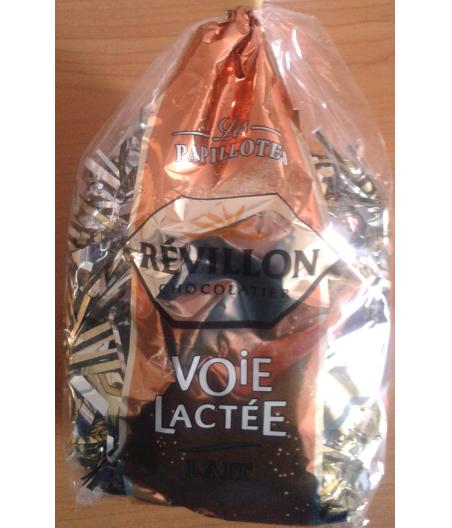 Les
PAPILLOTES
RÉVILLON
CHOCOLATIER
VOiE
LACTÉE
LAIT